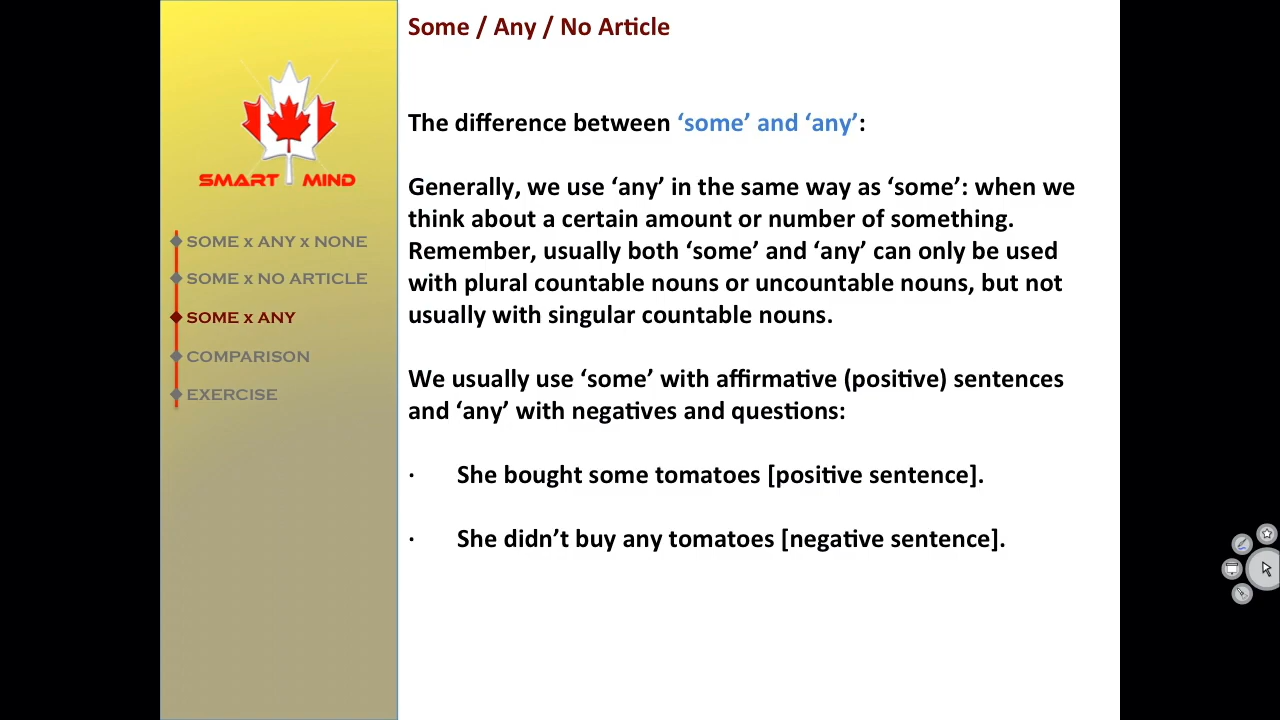 Some / Any / No Article
SMART MIND
SOME x ANY x NONE
SOME x NO ARTICLE
SOME x ANY
COMPARISON
EXERCISE
The difference between ‘some’ and ‘any’:
Generally, we use ‘any’ in the same way as ‘some’: when we
think about a certain amount or number of something.
Remember, usually both ‘some’ and ‘any’ can only be used
with plural countable nouns or uncountable nouns, but not
usually with singular countable nouns.
We usually use ‘some’ with affirmative (positive) sentences
and ‘any’ with negatives and questions:
· She bought some tomatoes [positive sentence].
· She didn’t buy any tomatoes [negative sentence].